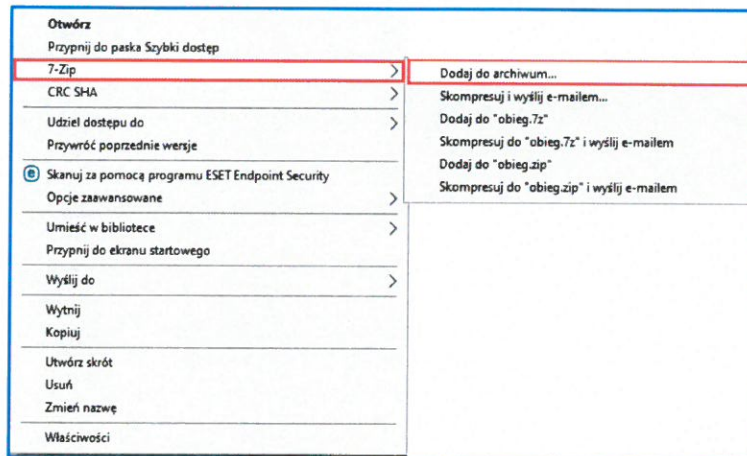 Otwórz
Przypnij do paska Szybki dostęp
7-Zip
CRC SHA
Udziel dostępu do
Przywróć poprzednie wersje
Skanuj za pomocą programu ESET Endpoint Security
Opcje zaawansowane
Umieść w bibliotece
Przypnij do ekranu startowego
Wyślij do
Wytnij
Kopiuj
Utwórz skrót
Usuń
Zmień nazwę
Właściwości
Dodaj do archiwum...
Skompresuj i wyślij e-mailem...
Dodaj do "obieg.7z"
Skompresuj do "obieg.7z" i wyślij e-mailem
Dodaj do "obieg.zip"
Skompresuj do "obieg.zip" i wyślij e-mailem